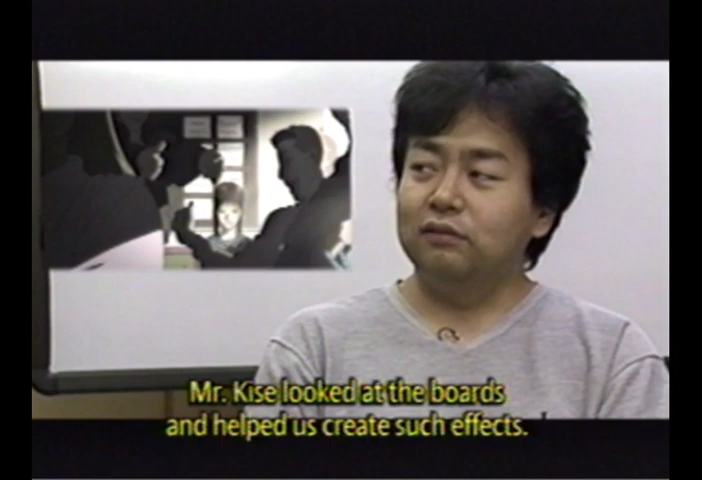 Mr. Kise looked at the boards
and helped us create such effects.